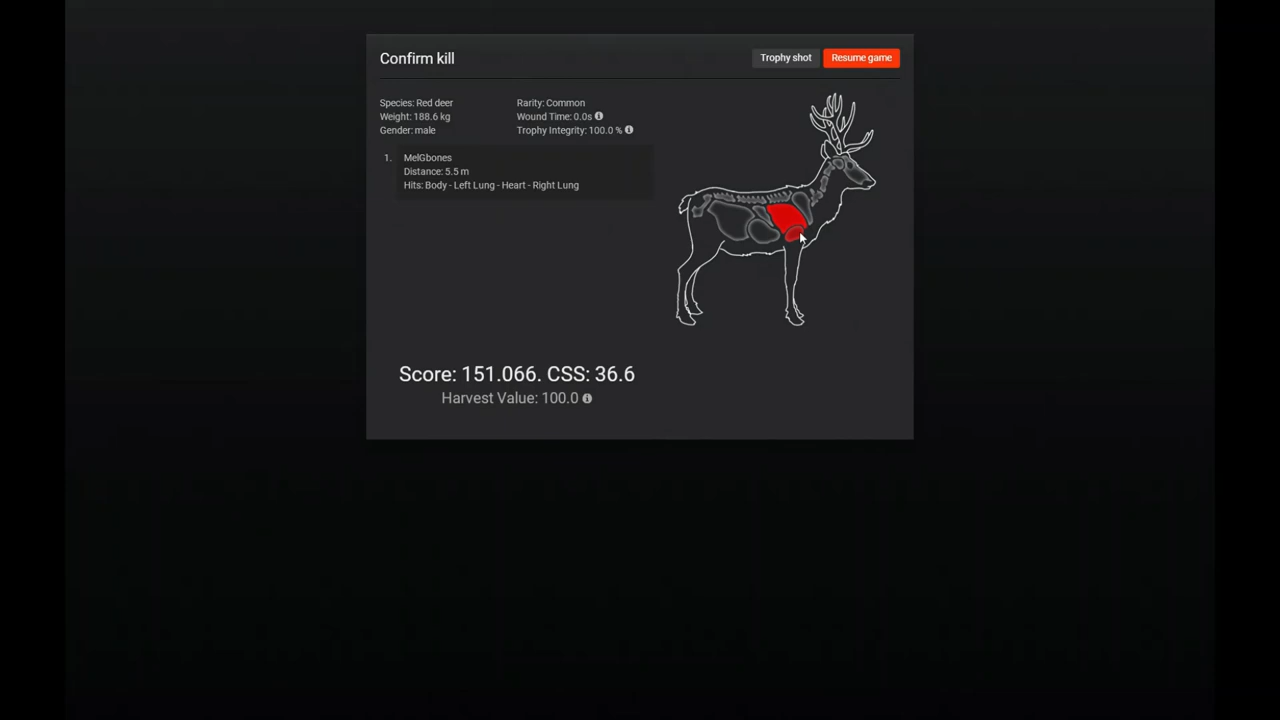 Confirm kill
Trophy shot
Resume game
Species: Red deer
Weight: 188.6 kg
Gender: male
Rarity: Common
Wound Time: 0.0s
Trophy Integrity: 100.0 %
1.
MelGbones
Distance: 5.5 m
Hits: Body - Left Lung - Heart - Right Lung
Score: 151.066. CSS: 36.6
Harvest Value: 100.0